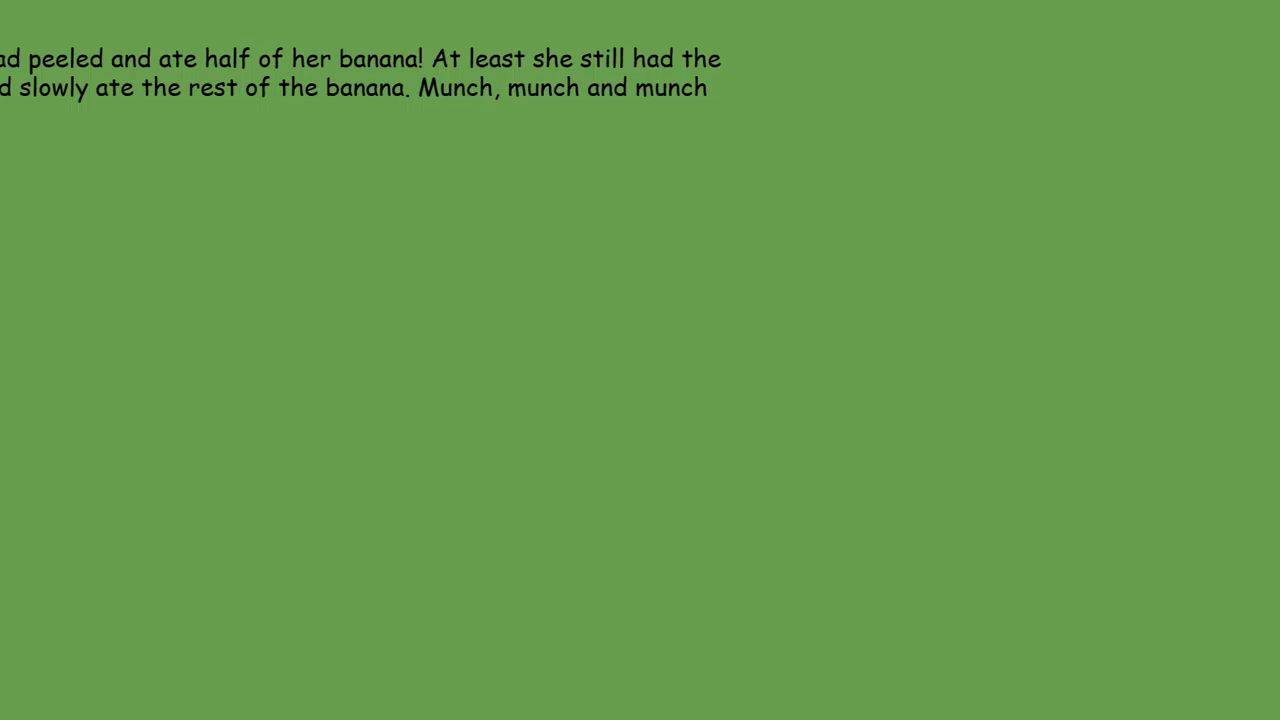 peeled and ate half of her banana! At least she still had the
slowly ate the rest of the banana. Munch, munch and munch